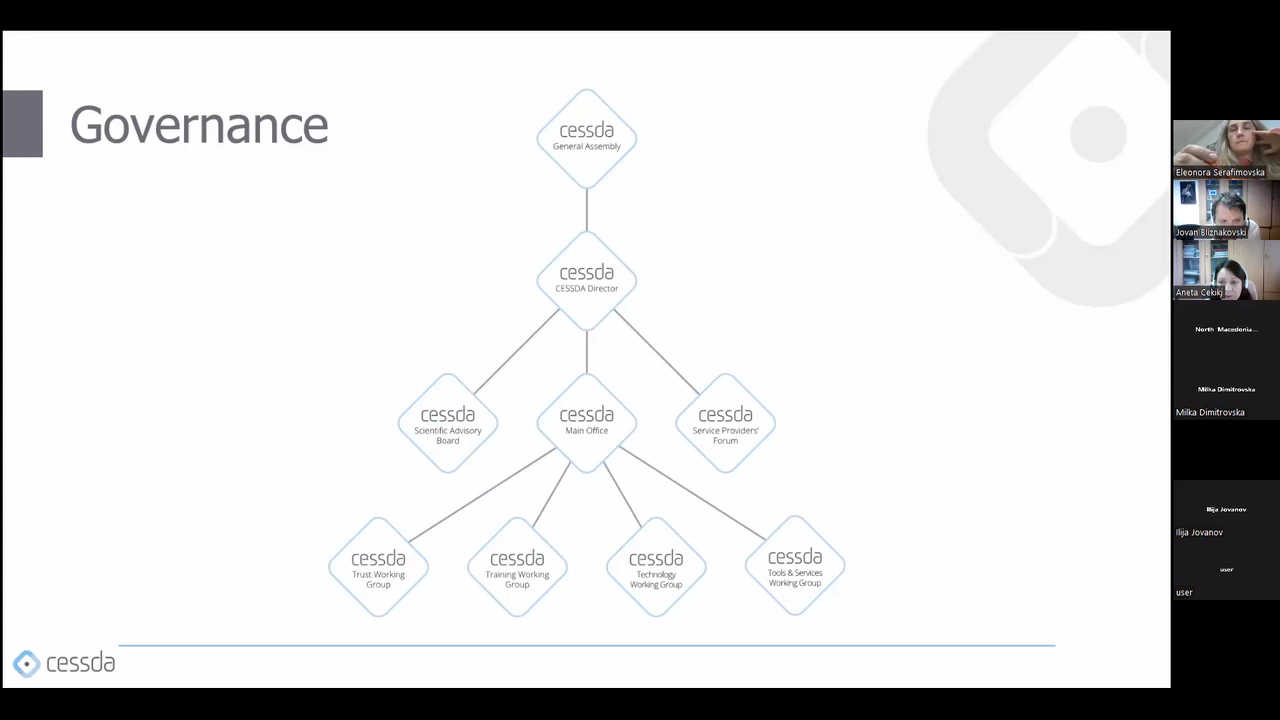 Governance
cessda
General Assembly
cessda
CESSDA Director
cessda
Scientific Advisory
Board
cessda
Main Office
cessda
Service Providers'
Forum
cessda
Trust Working
Group
cessda
Training Working
Group
cessda
Technology
Working Group
cessda
Tools & Services
Working Group
cessda
Eleonora Serafimovska
Jovan Bliznakovski
Aneta Cekikj
North Macedonia...
Milka Dimitrovska
Milka Dimitrovska
Ilija Jovanov
Ilija Jovanov
user
user